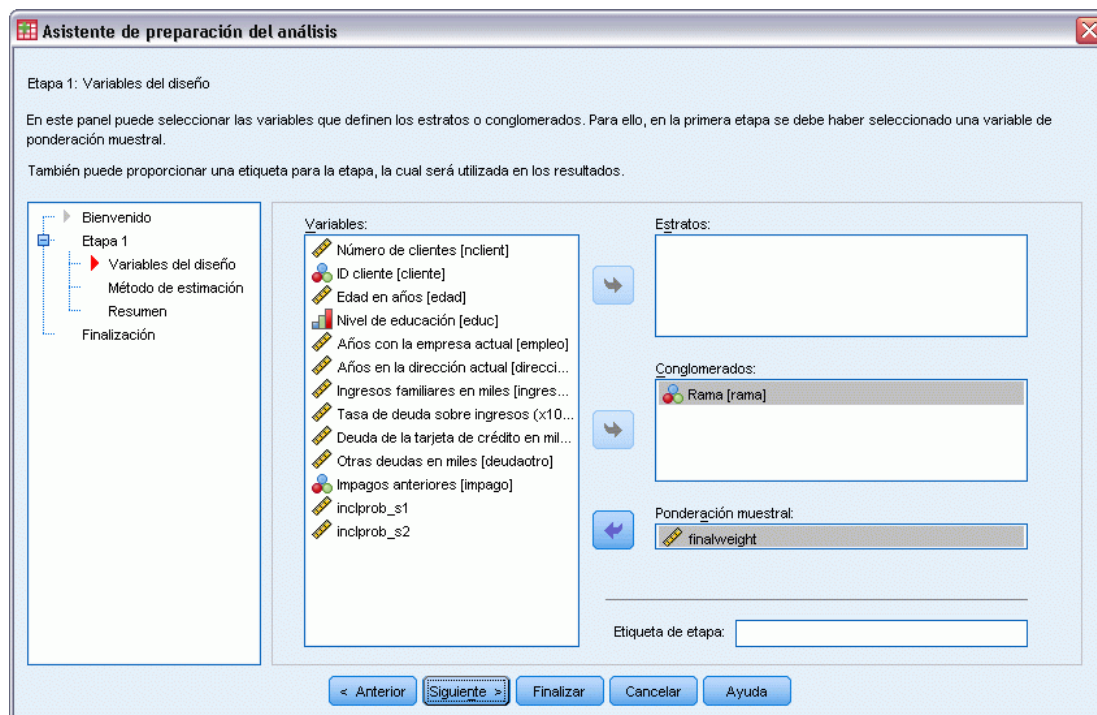 Asistente de preparación del análisis
Etapa 1: Variables del diseño
En este panel puede seleccionar las variables que definen los estratos o conglomerados. Para ello, en la primera etapa se debe haber seleccionado una variable de
ponderación muestral.
También puede proporcionar una etiqueta para la etapa, la cual será utilizada en los resultados.
Bienvenido
Etapa 1
Variables del diseño
Método de estimación
Resumen
Finalización
Variables:
Número de clientes [nclient]
ID cliente [cliente]
Edad en años [edad]
Nivel de educación [educ]
Años con la empresa actual [empleo]
Años en la dirección actual [direcci...
Ingresos familiares en miles [ingres...
Tasa de deuda sobre ingresos (x10...
Deuda de la tarjeta de crédito en mil...
Otras deudas en miles [deudaotro]
Impagos anteriores [impago]
inclprob_s1
inclprob_s2
Estratos:
Conglomerados:
Rama [rama]
Ponderación muestral:
finalweight
Etiqueta de etapa:
< Anterior
Siguiente >
Finalizar
Cancelar
Ayuda